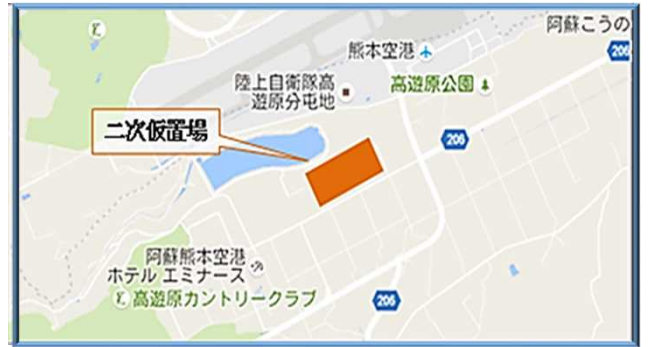 阿蘇こうの
206
熊本空港
陸上自衛隊高
遊原分屯地
高遊原公園
二次仮置場
206
阿蘇熊本空港
ホテル エミナース
高遊原カントリークラブ
206